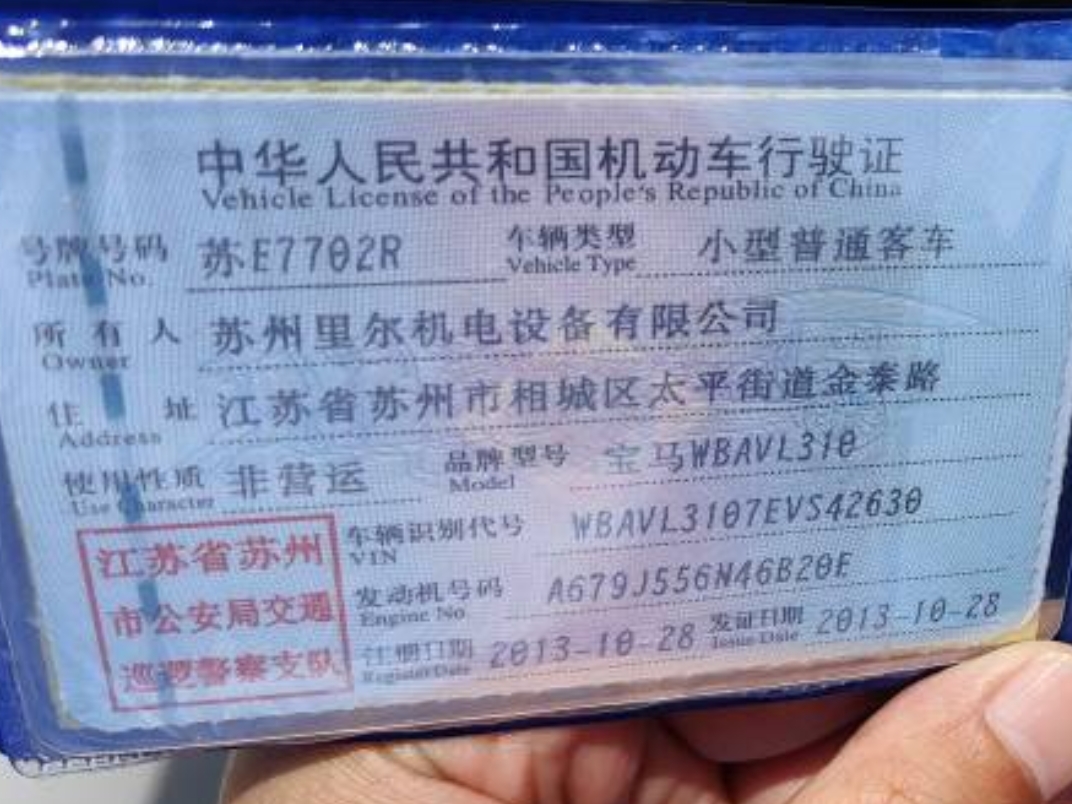 中华人民共和国机动车行驶证
Vehicle License of the People's Republic of China
号牌号码 苏E7702R 车辆类型 小型普通客车
Plate No. Vehicle Type
所有人 苏州里尔机电设备有限公司
Owner
住址 江苏省苏州市相城区太平街道金泰路
Address
使用性质 非营运 品牌型号 宝马WBAVL310
Use Character Model
车辆识别代号 WBAVL3107EVS42630
VIN
发动机号码 A679J556N46B20E
Engine No.
注册日期 2013-10-28 发证日期 2013-10-28
Register Date Issue Date
江苏省苏州
市公安局交通
巡逻警察支队